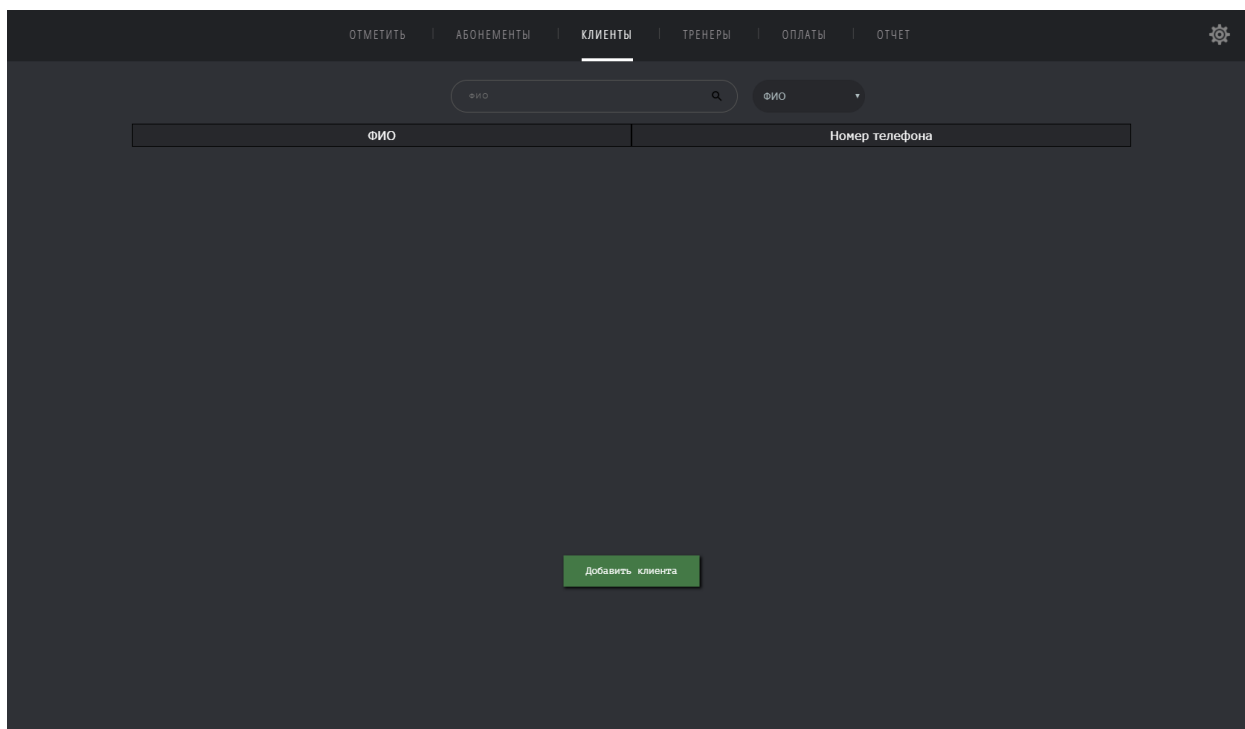 ОТМЕТИТЬ | АБОНЕМЕНТЫ | КЛИЕНТЫ | ТРЕНЕРЫ | ОПЛАТЫ | ОТЧЕТ
ФИО ФИО
ФИО Номер телефона
Добавить клиента